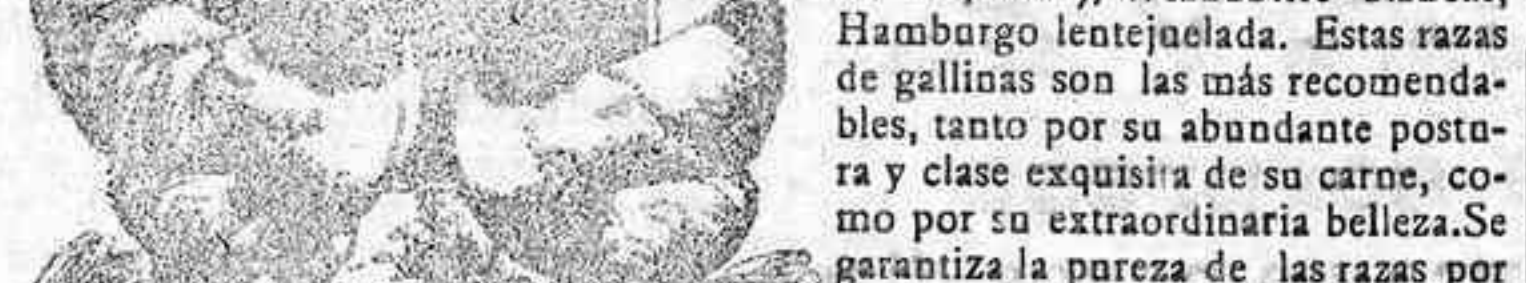 Hamburgo lentejuelada. Estas razas
de gallinas son las más recomenda-
bles, tanto por su abundante postu-
ra y clase exquisita de su carne, co-
mo por su extraordinaria belleza.Se
garantiza la pureza de las razas por